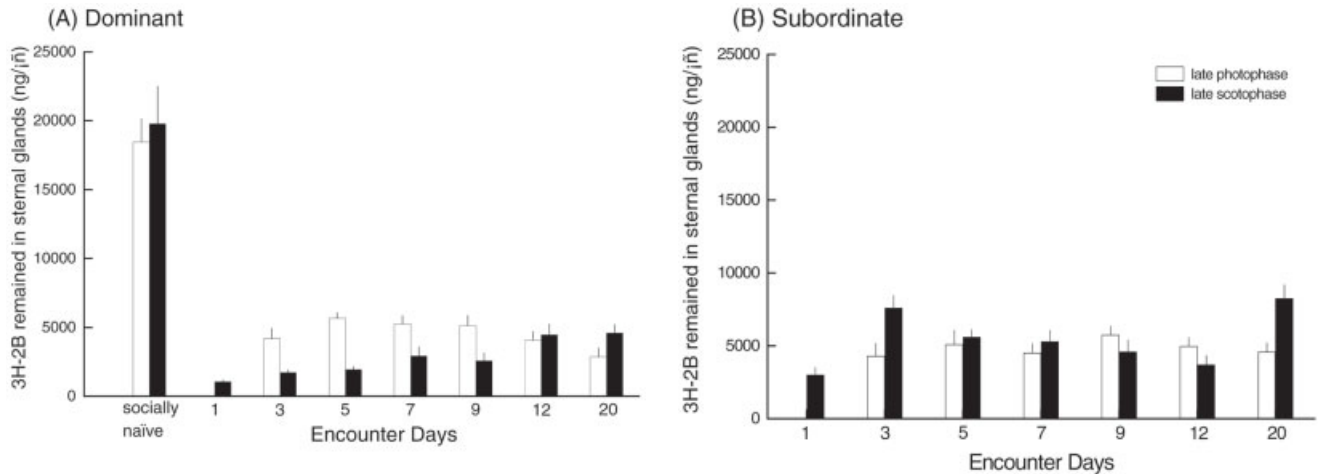 (A) Dominant
3H-2B remained in sternal glands (ng/¡ñ)
25000
20000
15000
10000
5000
0
socially
naïve
1 3 5 7 9 12 20
Encounter Days
(B) Subordinate
3H-2B remained in sternal glands (ng/¡ñ)
25000
20000
15000
10000
5000
0
late photophase
late scotophase
1 3 5 7 9 12 20
Encounter Days